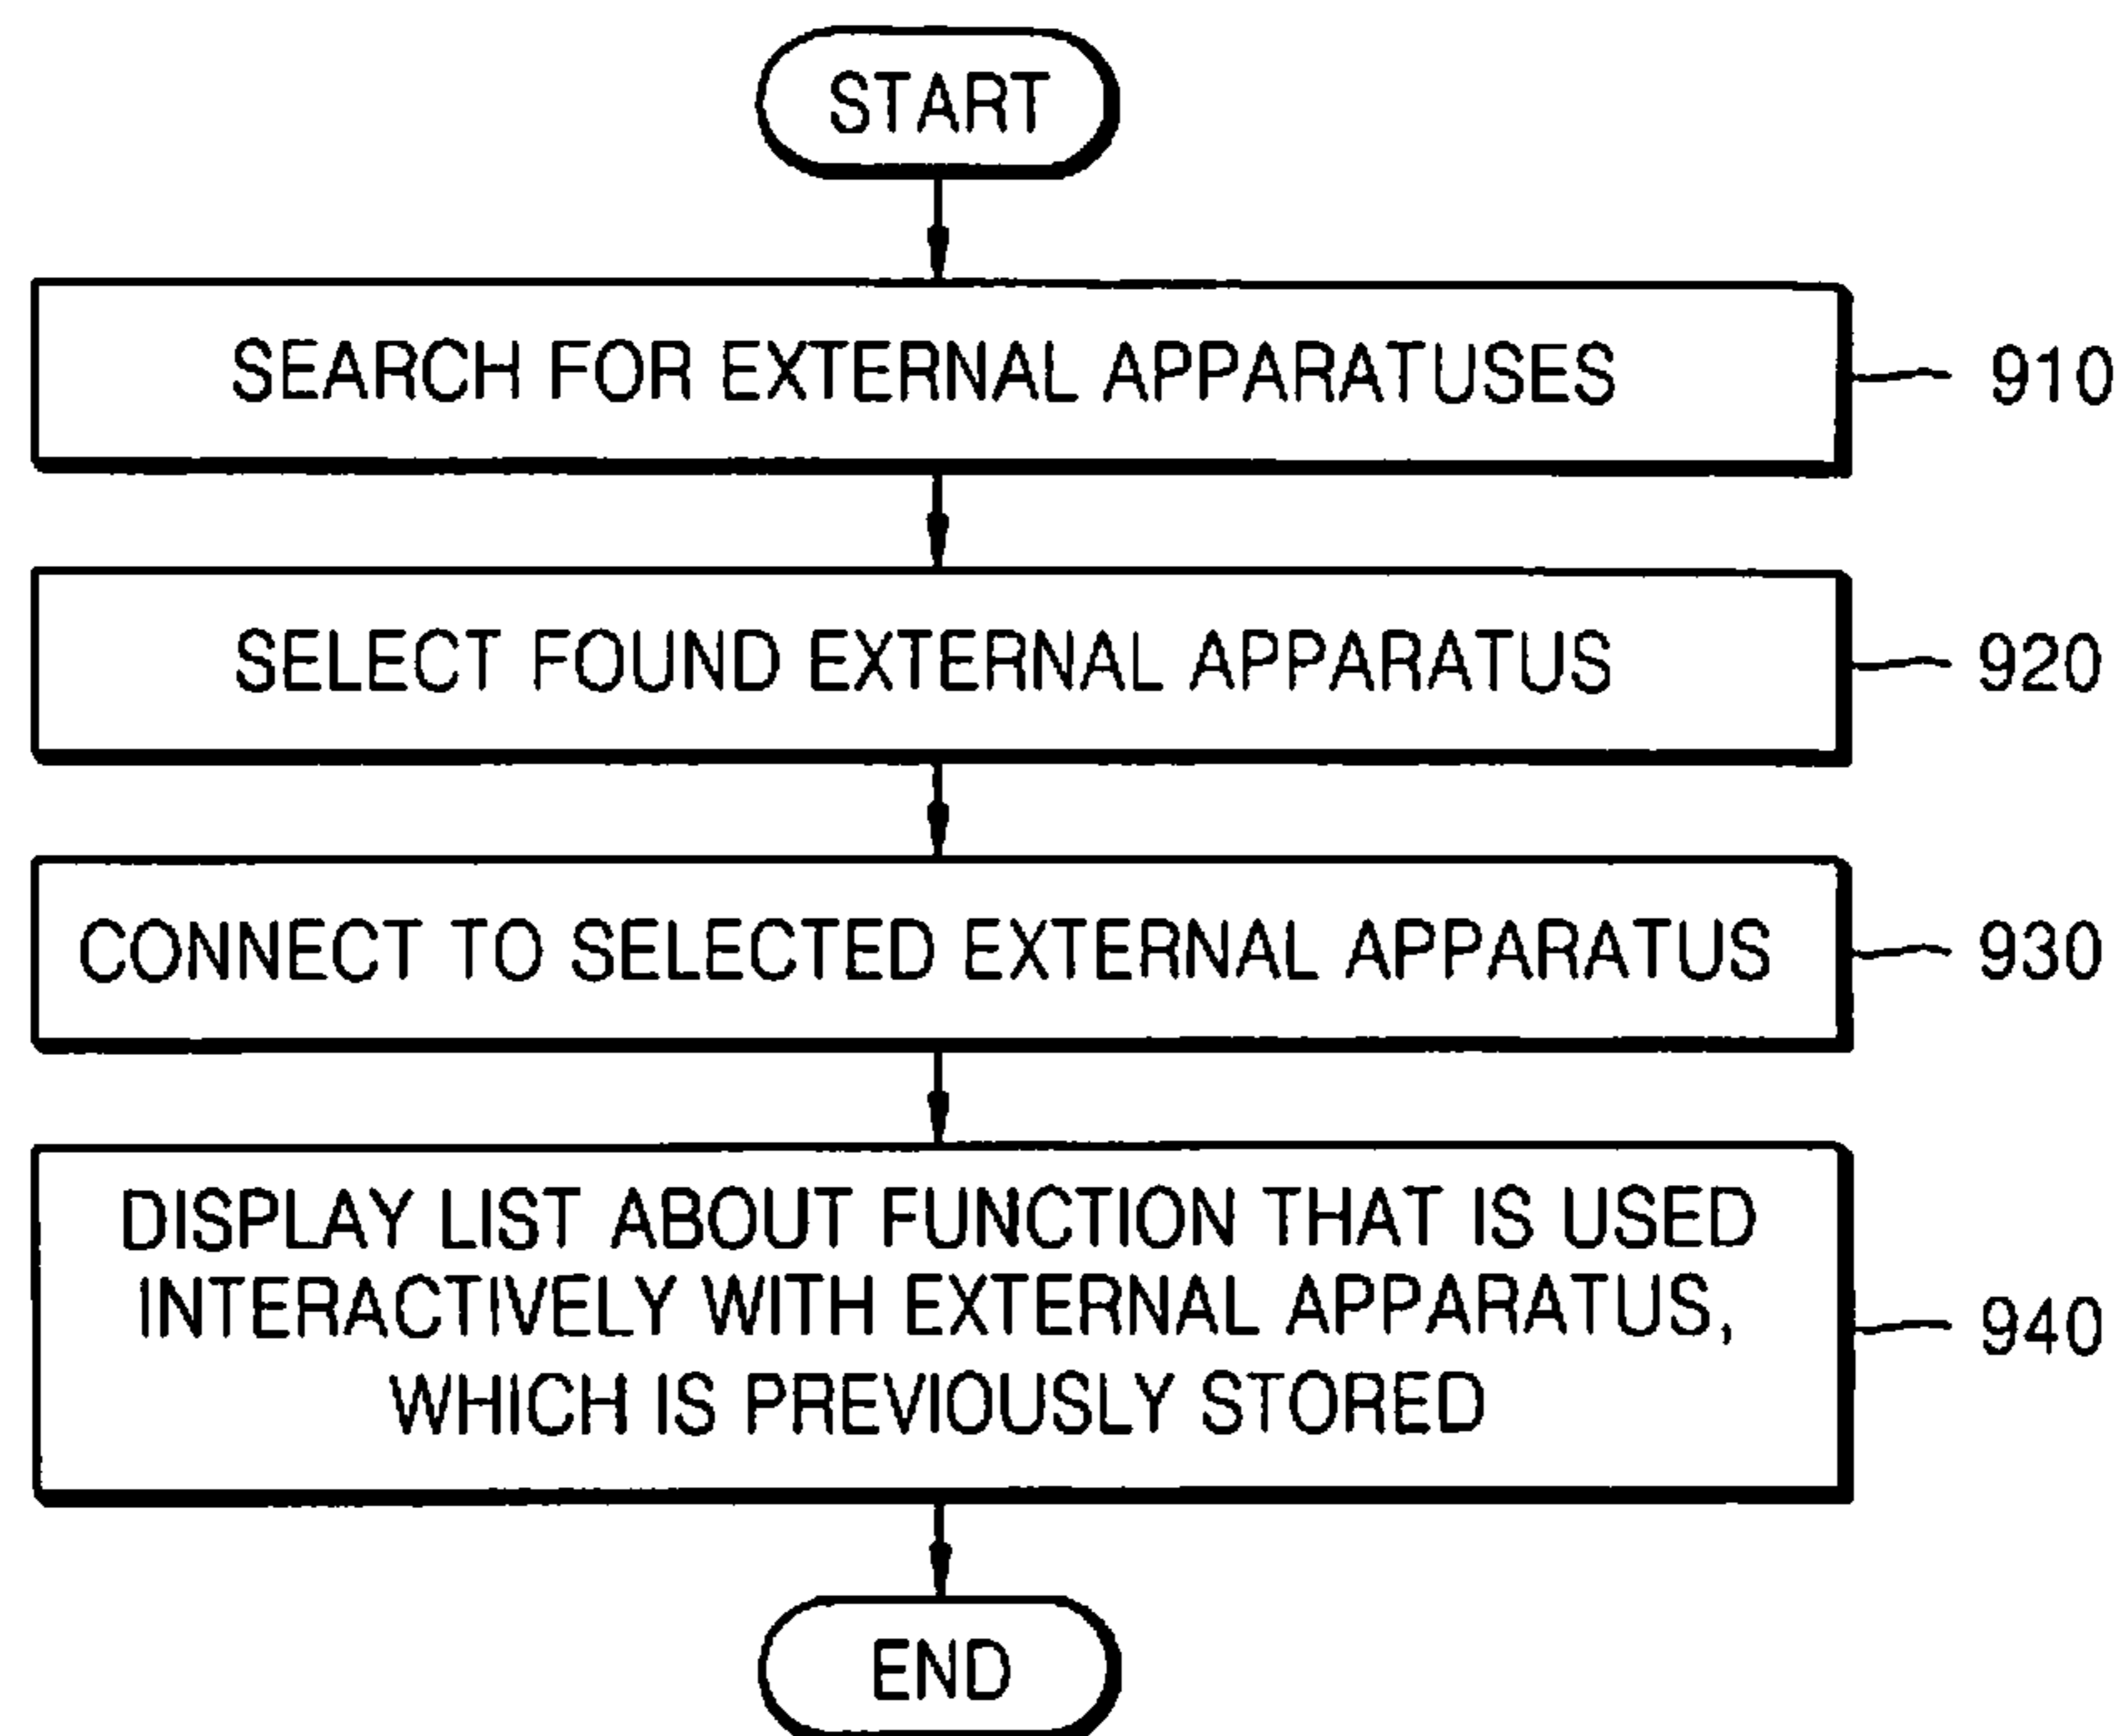 START
SEARCH FOR EXTERNAL APPARATUSES
910
SELECT FOUND EXTERNAL APPARATUS
920
CONNECT TO SELECTED EXTERNAL APPARATUS
930
DISPLAY LIST ABOUT FUNCTION THAT IS USED
INTERACTIVELY WITH EXTERNAL APPARATUS,
WHICH IS PREVIOUSLY STORED
940
END